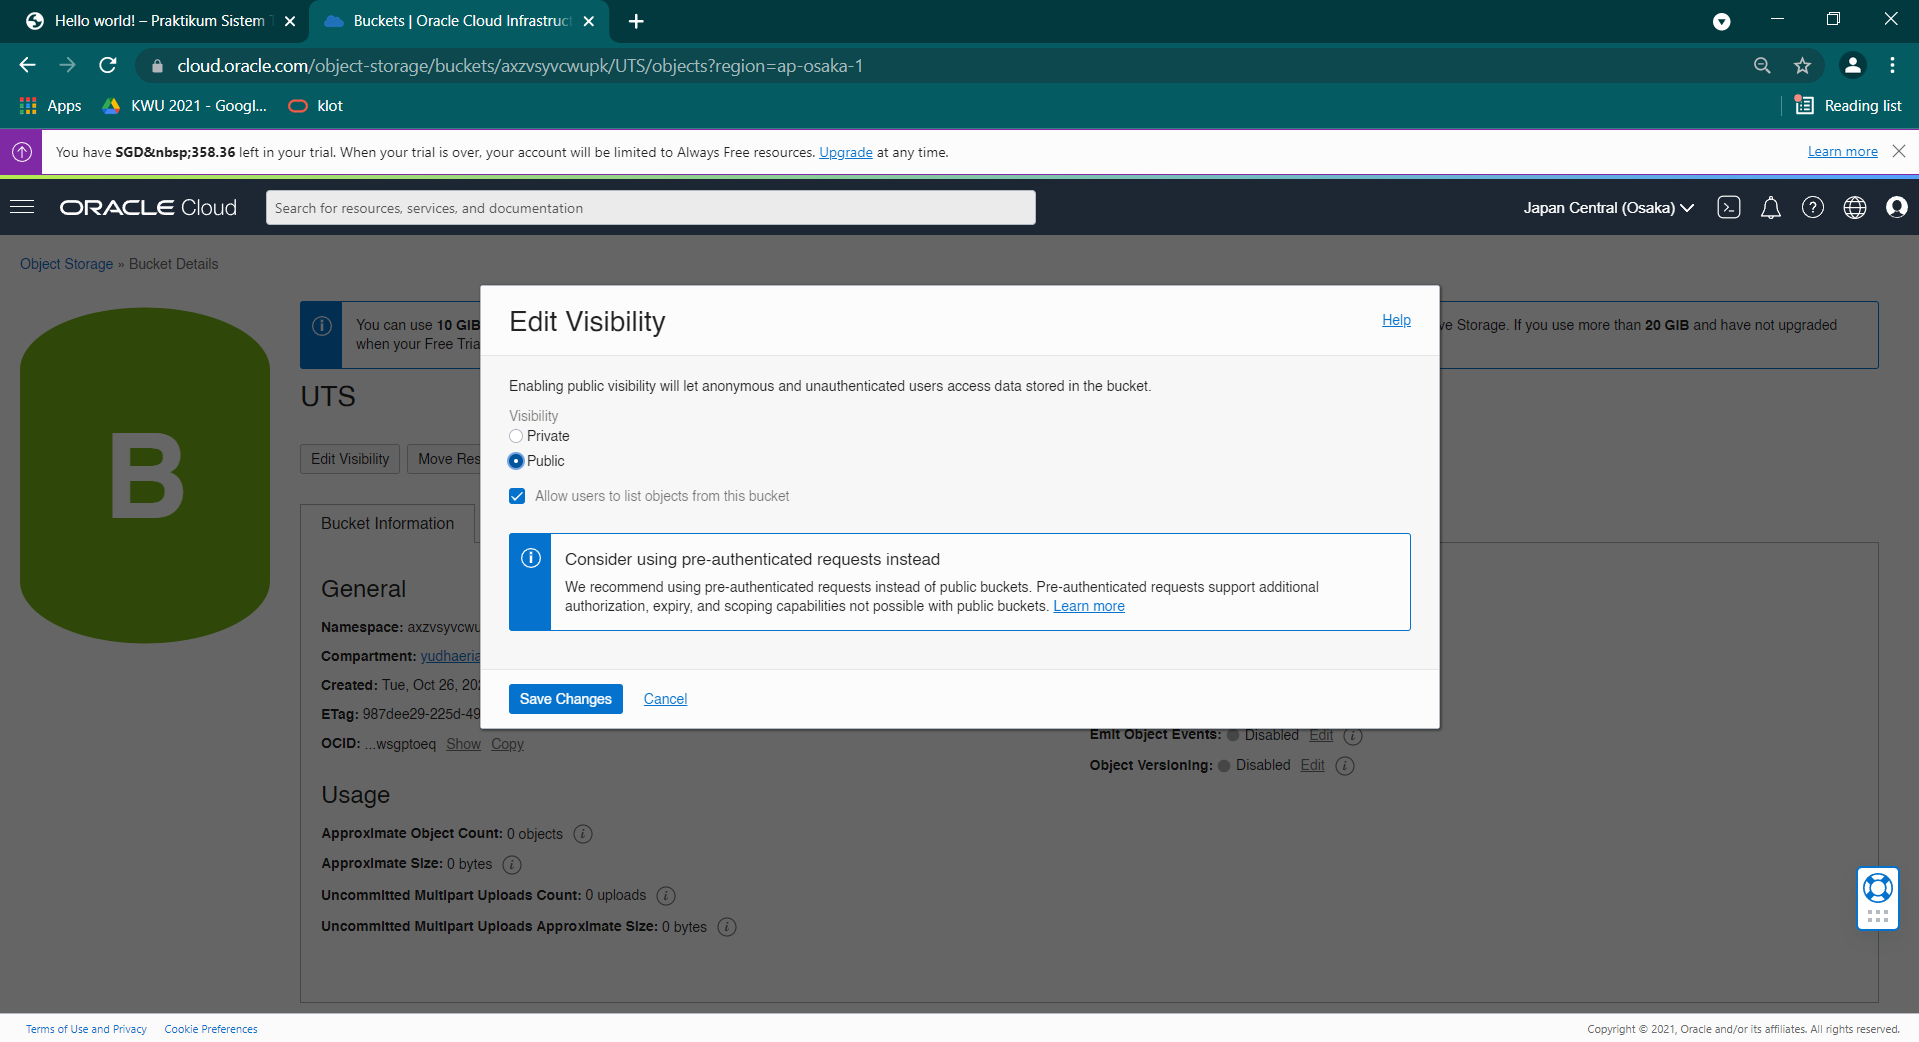 Hello world! – Praktikum Sistem
Buckets | Oracle Cloud Infrastruct
cloud.oracle.com/object-storage/buckets/axzvsyvcwupk/UTS/objects?region=ap-osaka-1
Apps
KWU 2021 - Googl...
klot
Reading list
You have SGD&nbsp;358.36 left in your trial. When your trial is over, your account will be limited to Always Free resources. Upgrade at any time.
Learn more
ORACLE Cloud
Search for resources, services, and documentation
Japan Central (Osaka)
Object Storage » Bucket Details
B
You can use 10 GIB
ve Storage. If you use more than 20 GIB and have not upgraded
when your Free Tria
UTS
Edit Visibility
Move Res
Bucket Information
General
Namespace: axzvsyvcwu
Compartment: yudhaeria
Created: Tue, Oct 26, 202
ETag: 987dee29-225d-49
OCID: ...wsgptoeq Show Copy
Usage
Approximate Object Count: 0 objects
Approximate Size: 0 bytes
Uncommitted Multipart Uploads Count: 0 uploads
Uncommitted Multipart Uploads Approximate Size: 0 bytes
Emit Object Events: Disabled Edit
Object Versioning: Disabled Edit
Edit Visibility
Help
Enabling public visibility will let anonymous and unauthenticated users access data stored in the bucket.
Visibility
Private
Public
Allow users to list objects from this bucket
Consider using pre-authenticated requests instead
We recommend using pre-authenticated requests instead of public buckets. Pre-authenticated requests support additional
authorization, expiry, and scoping capabilities not possible with public buckets. Learn more
Save Changes
Cancel
Terms of Use and Privacy
Cookie Preferences
Copyright © 2021, Oracle and/or its affiliates. All rights reserved.